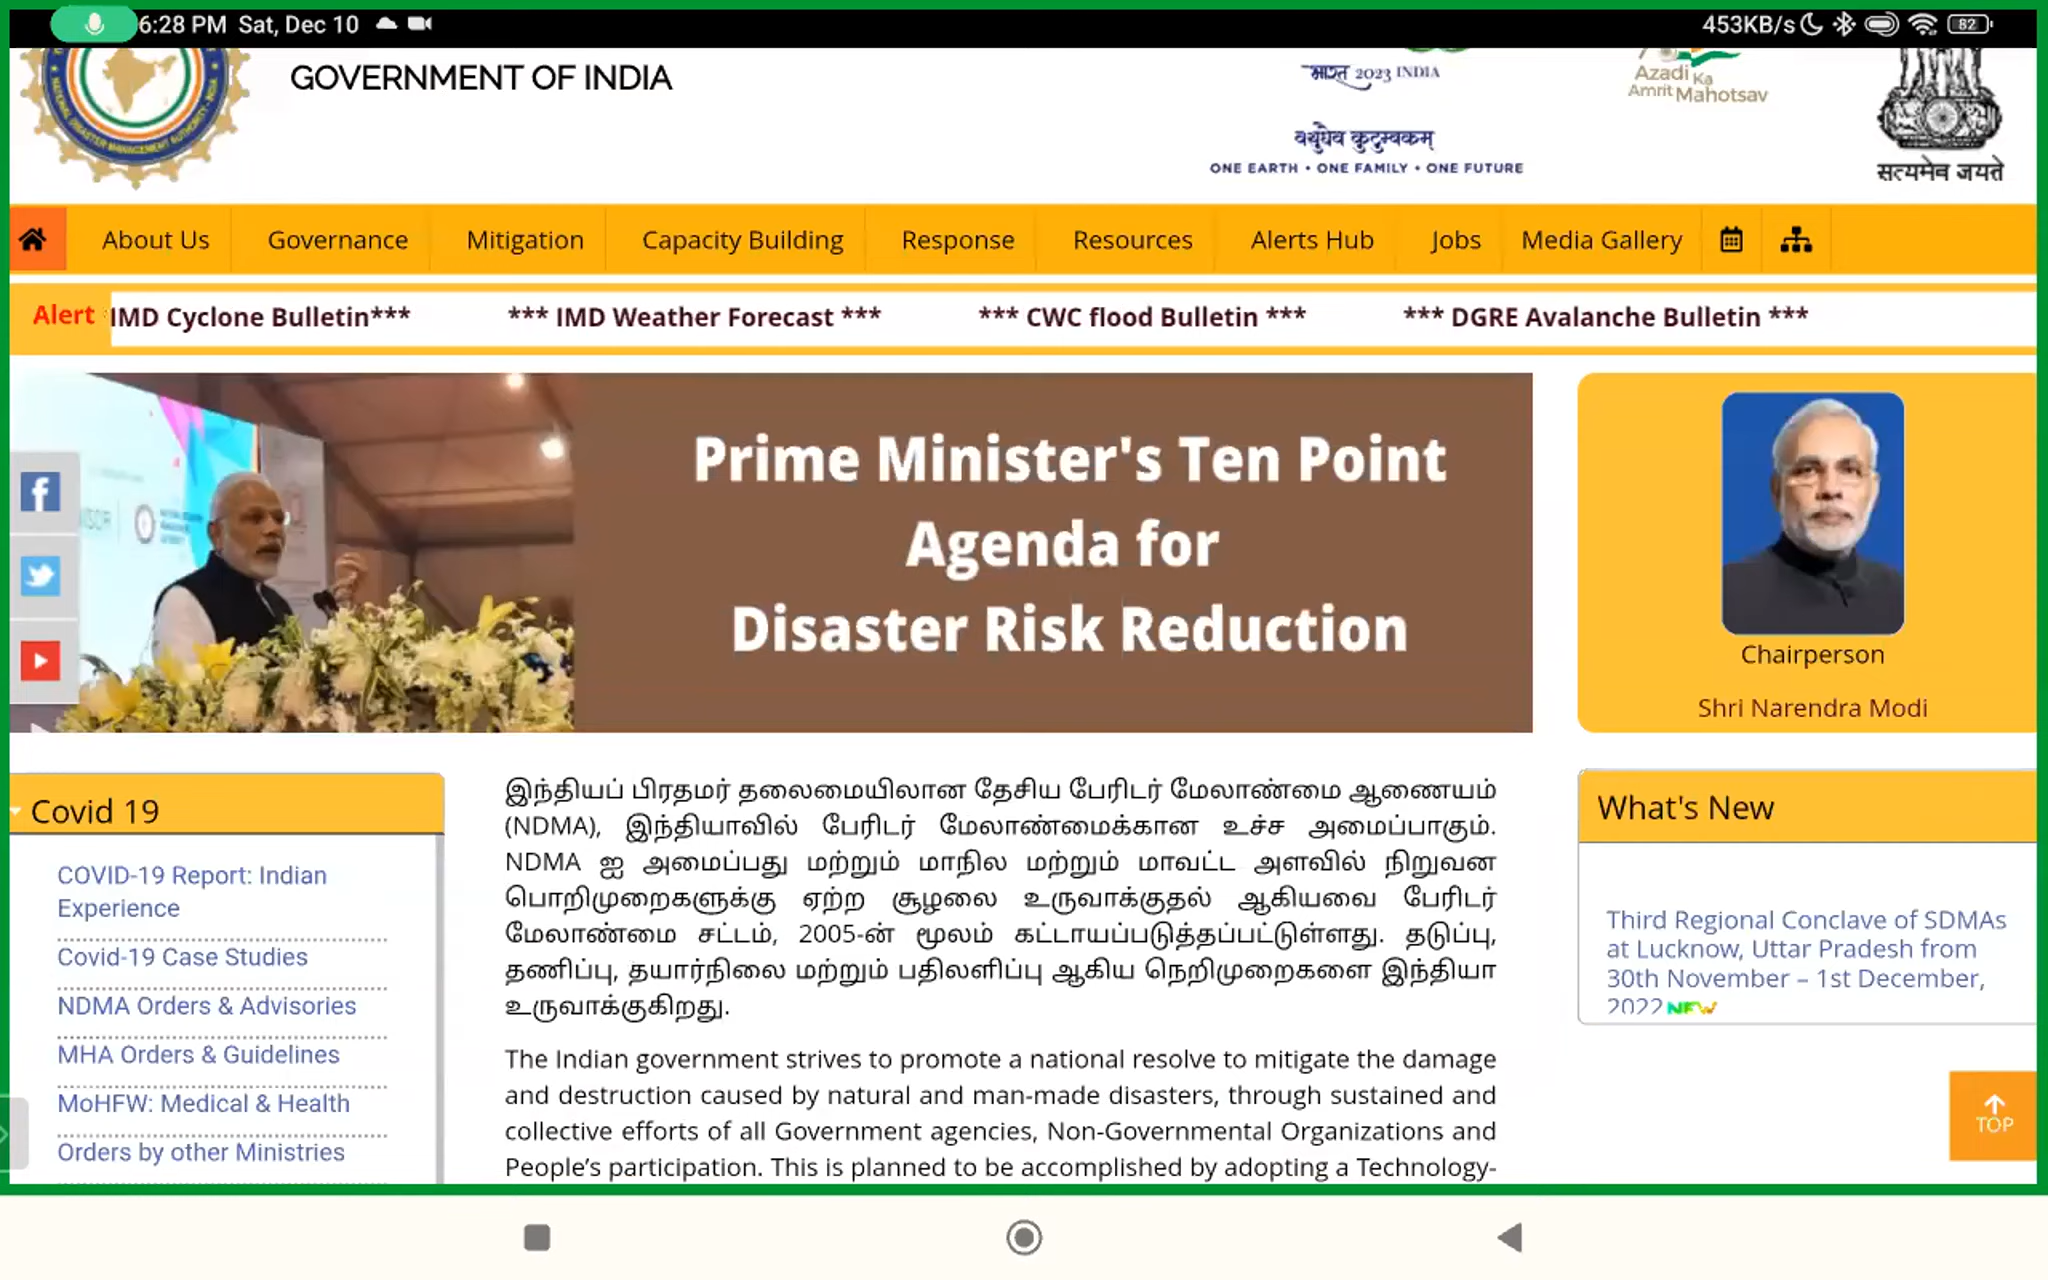 6:28 PM Sat, Dec 10
453KB/s
82
GOVERNMENT OF INDIA
NATIONAL DISASTER MANAGEMENT AUTHORITY
भारत 2023 INDIA
वसुधैव कुटुम्बकम्
ONE EARTH • ONE FAMILY • ONE FUTURE
Azadi Ka
Amrit Mahotsav
सत्यमेव जयते
About Us Governance Mitigation Capacity Building Response Resources Alerts Hub Jobs Media Gallery
Alert IMD Cyclone Bulletin*** *** IMD Weather Forecast *** *** CWC flood Bulletin *** *** DGRE Avalanche Bulletin ***
Prime Minister's Ten Point
Agenda for
Disaster Risk Reduction
Chairperson
Shri Narendra Modi
Covid 19
COVID-19 Report: Indian
Experience
Covid-19 Case Studies
NDMA Orders & Advisories
MHA Orders & Guidelines
MoHFW: Medical & Health
Orders by other Ministries
இந்தியப் பிரதமர் தலைமையிலான தேசிய பேரிடர் மேலாண்மை ஆணையம்
(NDMA), இந்தியாவில் பேரிடர் மேலாண்மைக்கான உச்ச அமைப்பாகும்.
NDMA ஐ அமைப்பது மற்றும் மாநில மற்றும் மாவட்ட அளவில் நிறுவன
பொறிமுறைகளுக்கு ஏற்ற சூழலை உருவாக்குதல் ஆகியவை பேரிடர்
மேலாண்மை சட்டம், 2005-ன் மூலம் கட்டாயப்படுத்தப்பட்டுள்ளது. தடுப்பு,
தணிப்பு, தயார்நிலை மற்றும் பதிலளிப்பு ஆகிய நெறிமுறைகளை இந்தியா
உருவாக்குகிறது.
The Indian government strives to promote a national resolve to mitigate the damage
and destruction caused by natural and man-made disasters, through sustained and
collective efforts of all Government agencies, Non-Governmental Organizations and
People’s participation. This is planned to be accomplished by adopting a Technology-
What's New
Third Regional Conclave of SDMAs
at Lucknow, Uttar Pradesh from
30th November – 1st December,
2022 NEW
TOP